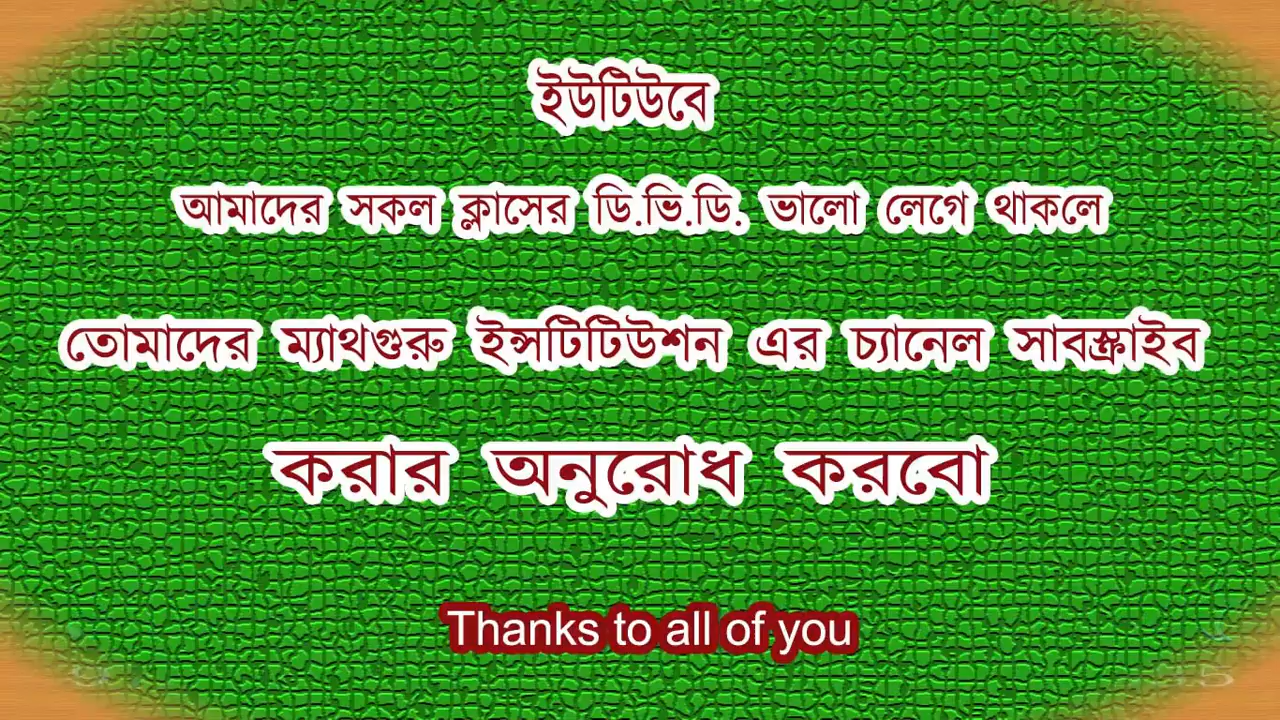 ইউটিউবে
আমাদের সকল ক্লাসের ডি.ভি.ডি. ভালো লেগে থাকলে
তোমাদের ম্যাথগুরু ইন্সটিটিউশন এর চ্যানেল সাবস্ক্রাইব
করার অনুরোধ করবো
Thanks to all of you